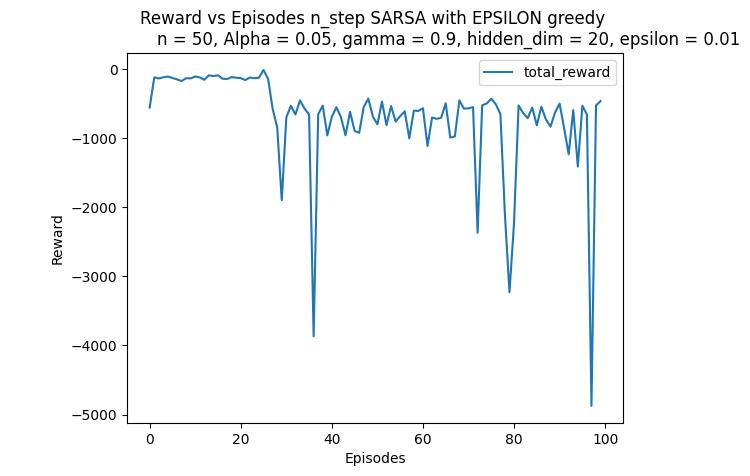 Reward vs Episodes n_step SARSA with EPSILON greedy
n = 50, Alpha = 0.05, gamma = 0.9, hidden_dim = 20, epsilon = 0.01
total_reward
0
−1000
−2000
−3000
−4000
−5000
Reward
0 20 40 60 80 100
Episodes